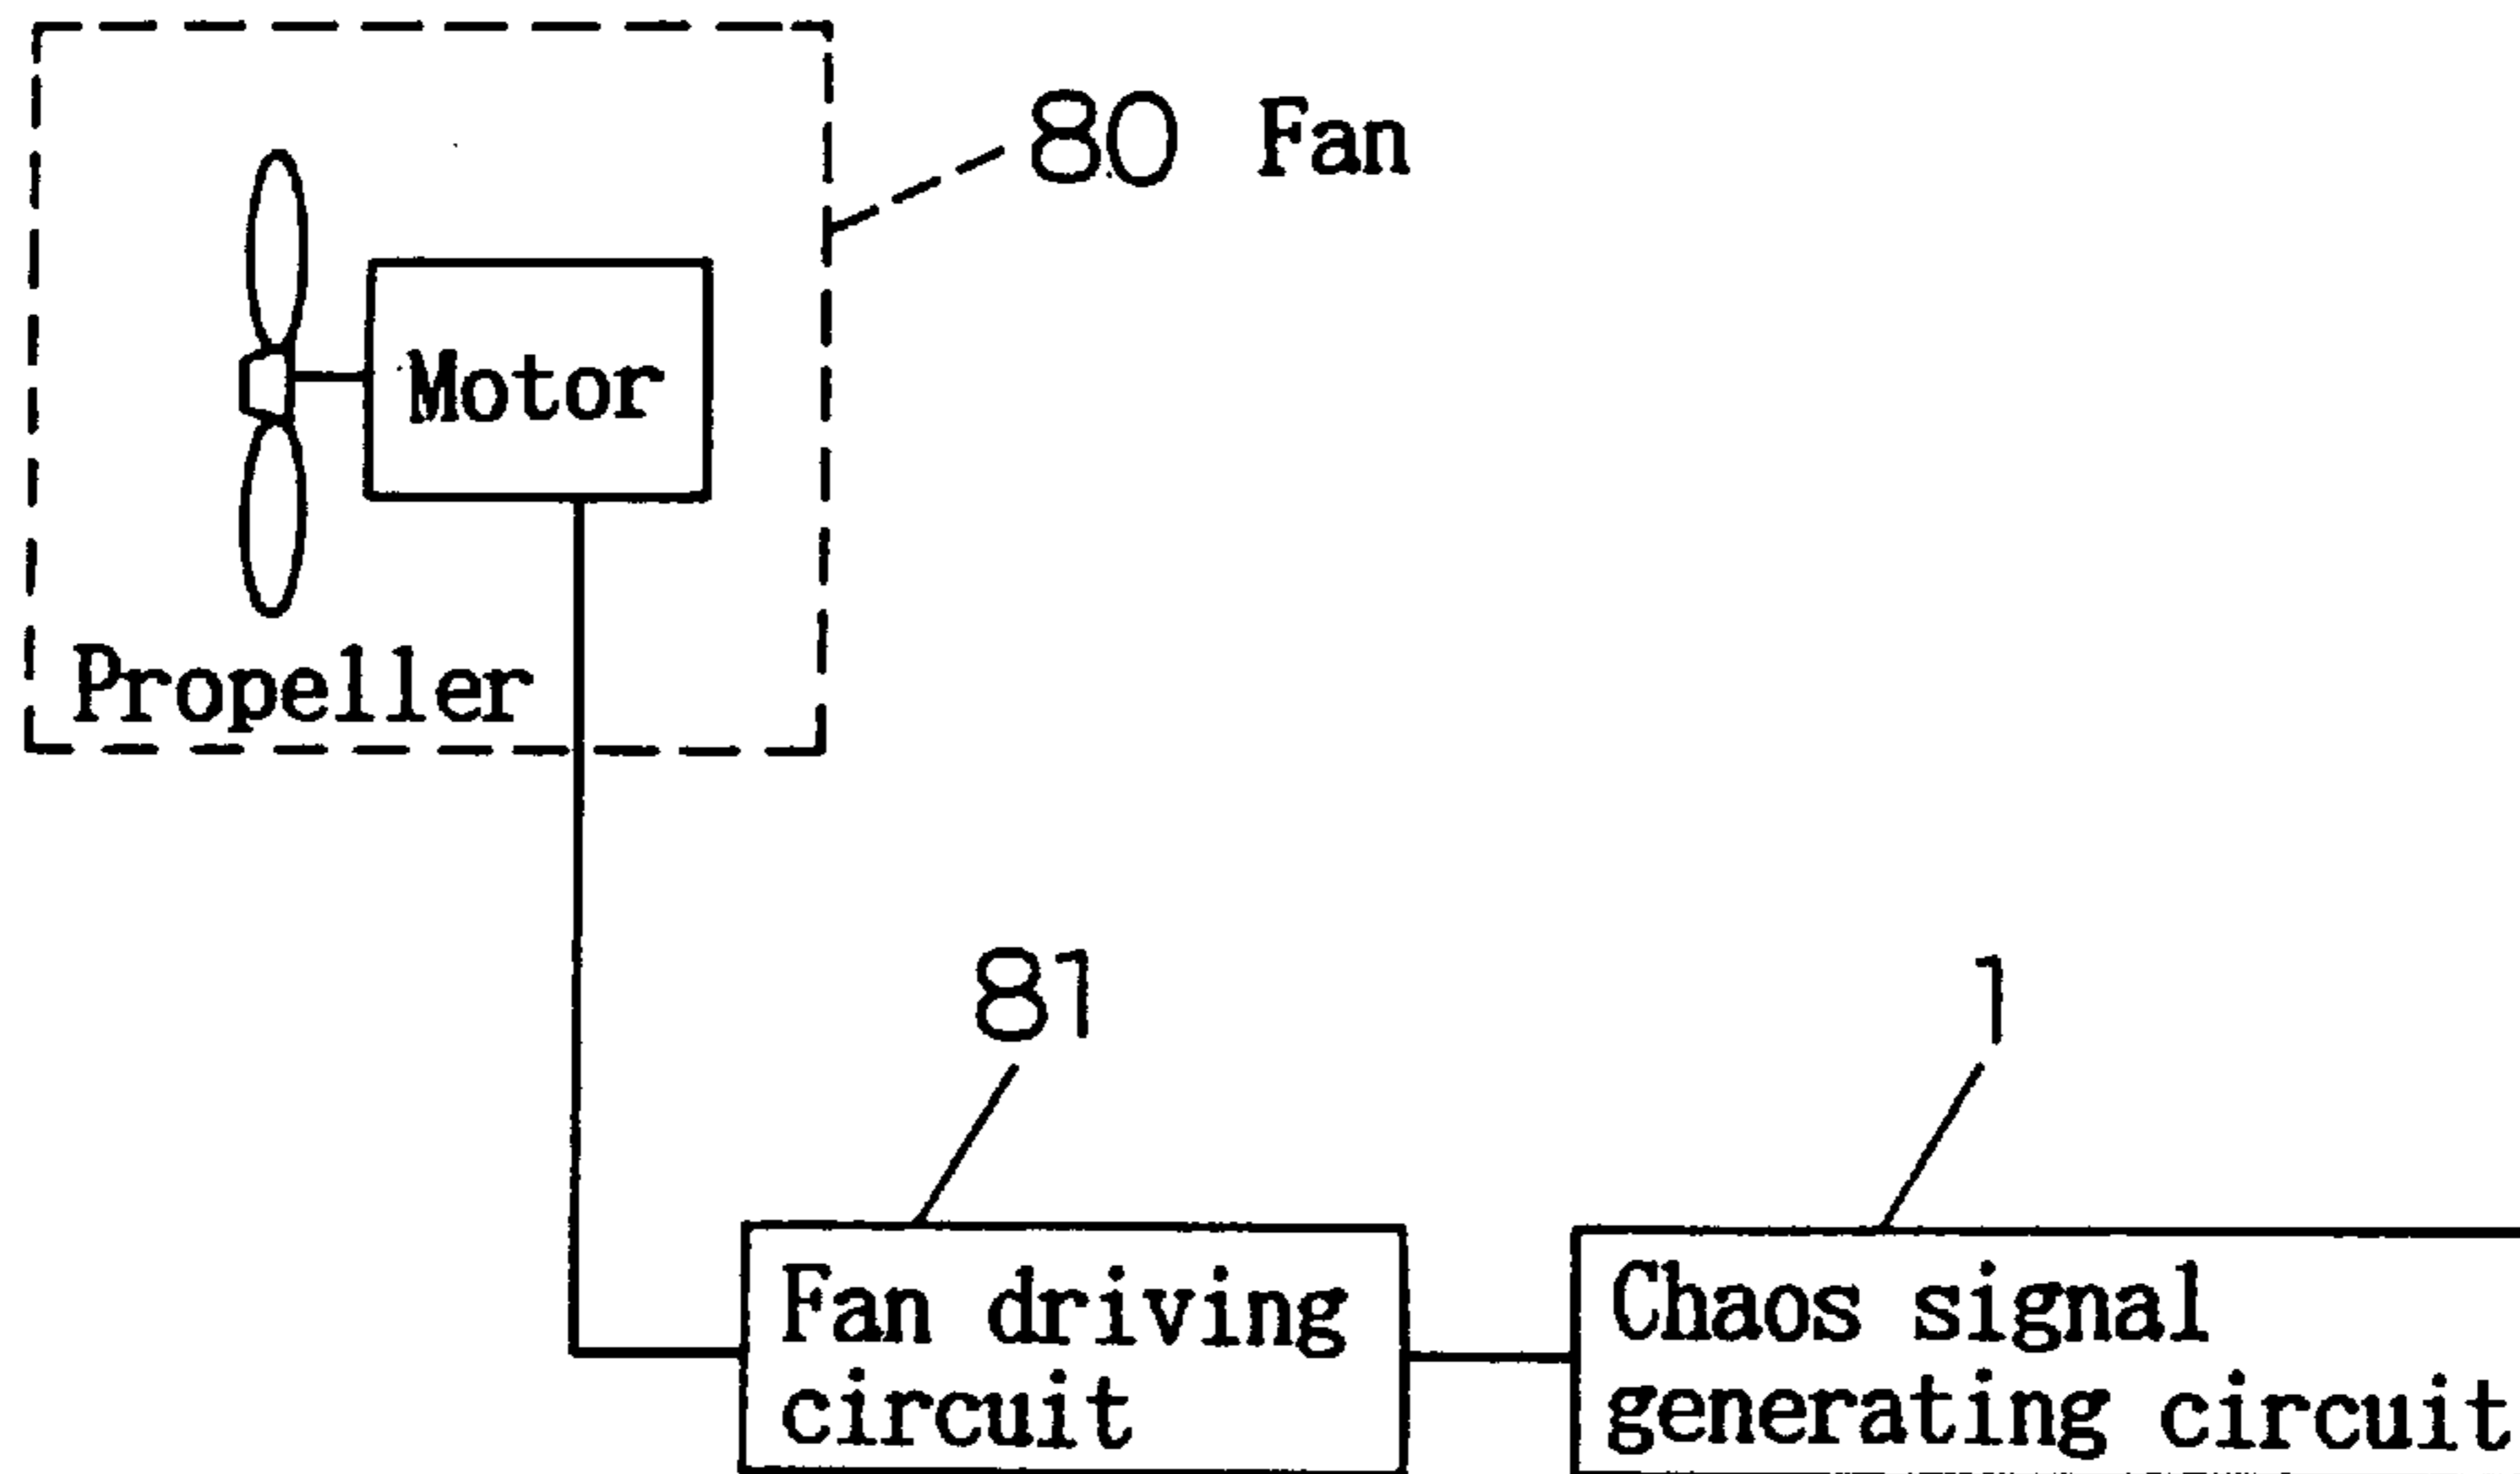 80 Fan
Motor
Propeller
81
1
Fan driving
circuit
Chaos signal
generating circuit